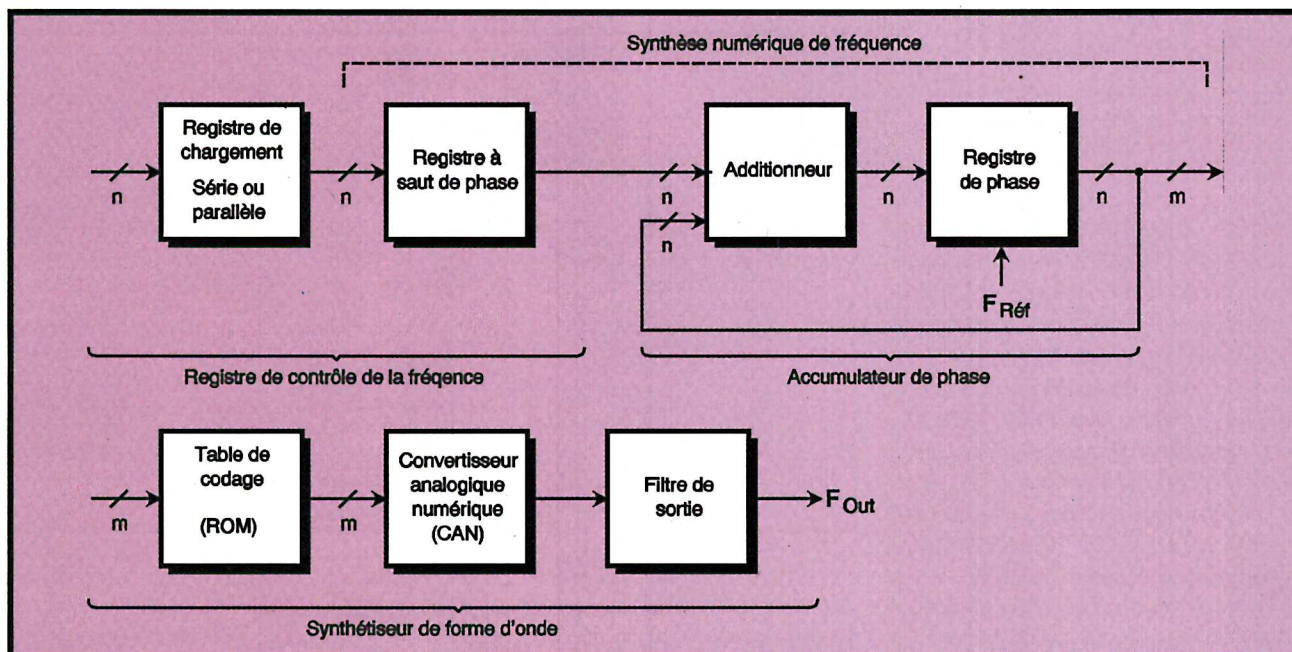 Synthèse numérique de fréquence
Registre de
chargement
Série ou
parallèle
Registre à
saut de phase
Additionneur
Registre
de phase
n
n
n
n
n
n
m
F Réf
Registre de contrôle de la fréqence
Accumulateur de phase
Table de
codage
(ROM)
Convertisseur
analogique
numérique
(CAN)
Filtre de
sortie
F Out
m
m
Synthétiseur de forme d'onde